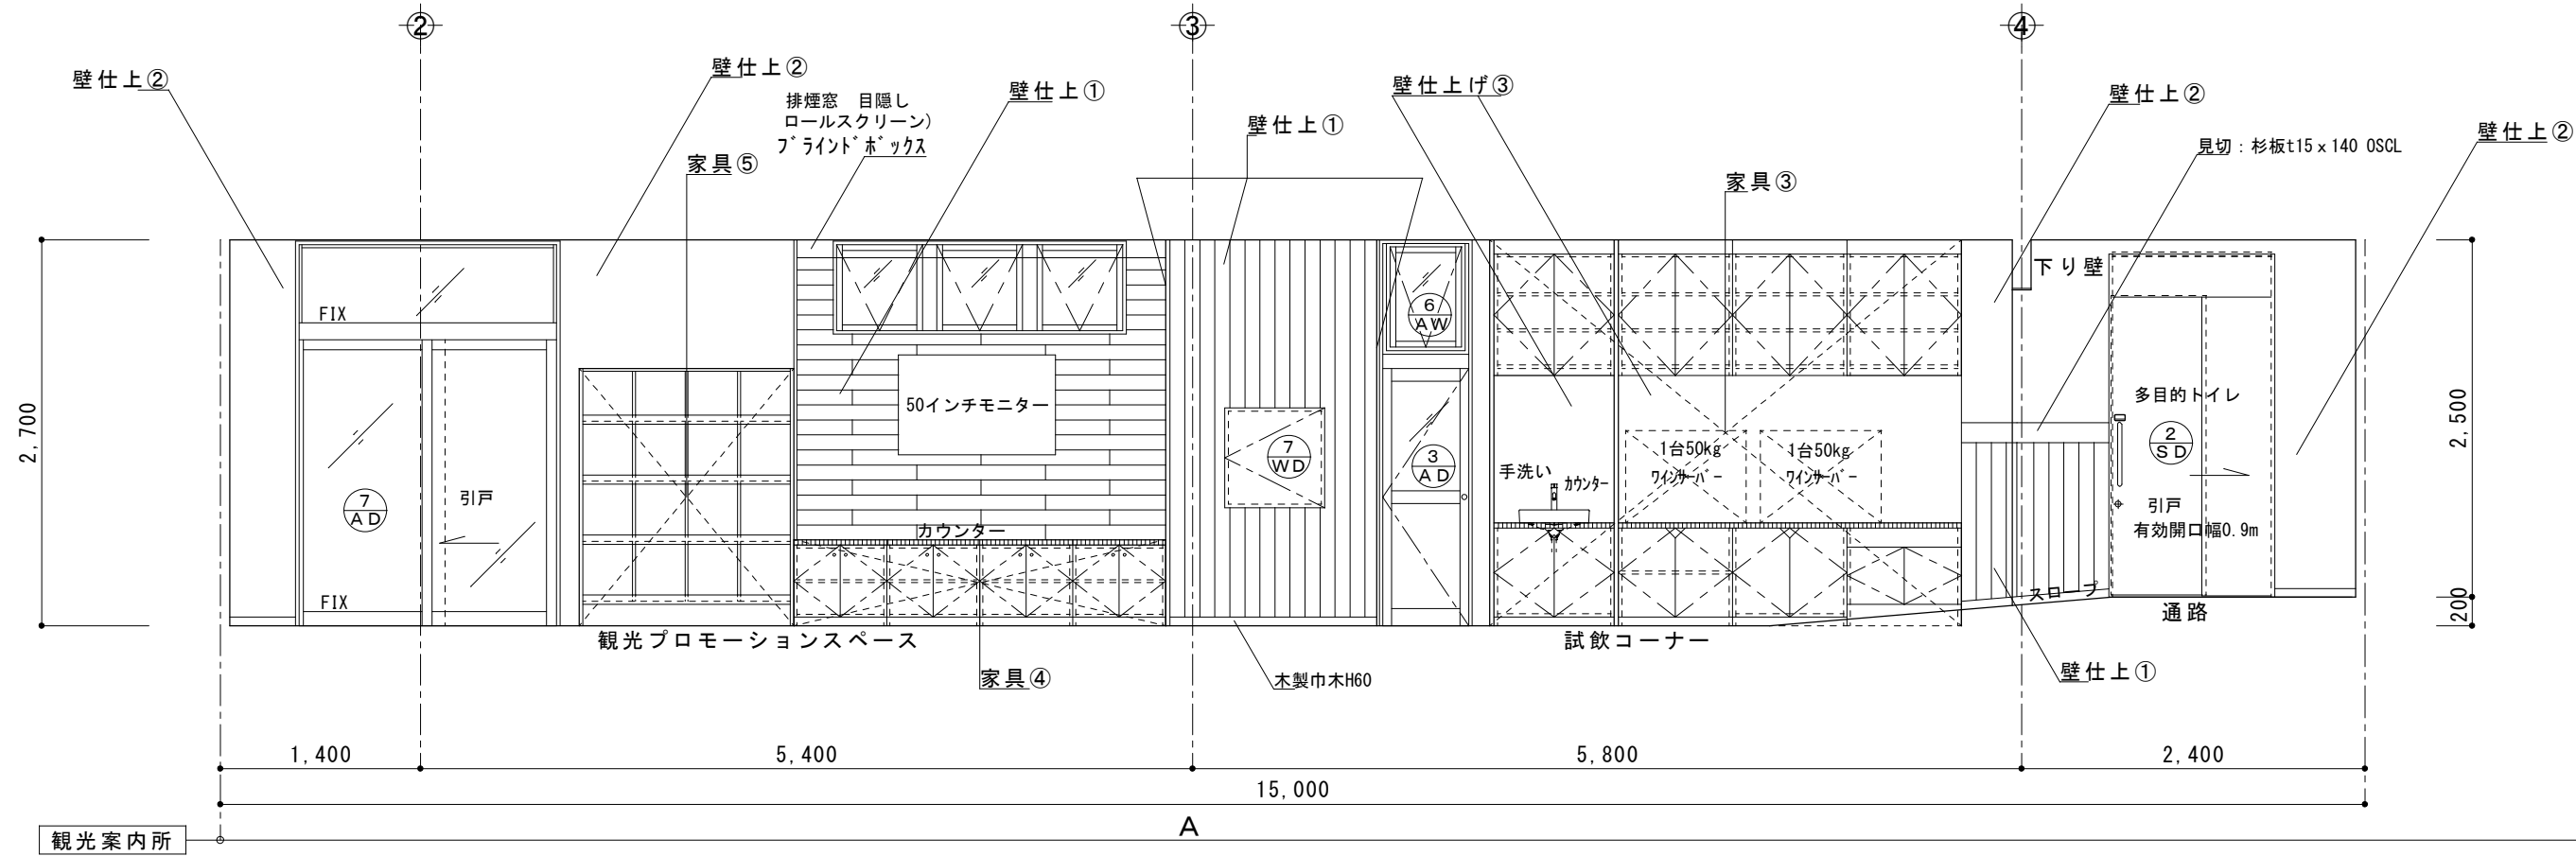 ②
③
④
壁仕上②
壁仕上②
排煙窓 目隠し
ロールスクリーン)
ブラインドボックス
壁仕上①
家具⑤
壁仕上①
壁仕上げ③
家具③
壁仕上②
見切：杉板t15x140 OSCL
壁仕上②
FIX
下り壁
6
AW
2,700
50インチモニター
多目的トイレ
2,500
7
AD
引戸
7
WD
3
AD
手洗い
カウンター
1台50kg
ワインサーバー
1台50kg
ワインサーバー
2
SD
引戸
有効開口幅0.9m
カウンター
FIX
スロープ
200
観光プロモーションスペース
試飲コーナー
通路
家具④
木製巾木H60
壁仕上①
1,400
5,400
5,800
2,400
15,000
A
観光案内所